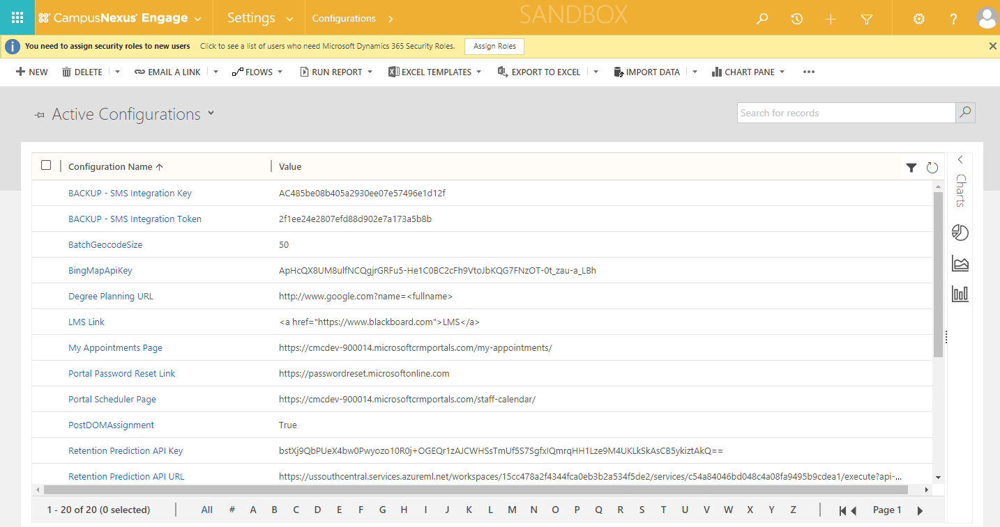 CampusNexus® Engage Settings Configurations SANDBOX
You need to assign security roles to new users Click to see a list of users who need Microsoft Dynamics 365 Security Roles. Assign Roles
NEW DELETE EMAIL A LINK FLOWS RUN REPORT EXCEL TEMPLATES EXPORT TO EXCEL IMPORT DATA CHART PANE
Active Configurations Search for records
Configuration Name Value
Charts
BACKUP - SMS Integration Key AC485be08b405a2930ee07e57496e1d12f
BACKUP - SMS Integration Token 2f1ee24e2807efd88d902e7a173a5b8b
BatchGeocodeSize 50
BingMapApiKey ApHcQX8UM8ulfNCQgjrGRFu5-He1C0BC2cFh9VtoJbKQG7FNzOT-0t_zau-a_LBh
Degree Planning URL http://www.google.com?name=<fullname>
LMS Link <a href="https://www.blackboard.com">LMS</a>
My Appointments Page https://cmcdev-900014.microsoftcrmportals.com/my-appointments/
Portal Password Reset Link https://passwordreset.microsoftonline.com
Portal Scheduler Page https://cmcdev-900014.microsoftcrmportals.com/staff-calendar/
PostDOMAssignment True
Retention Prediction API Key bstXj9QbPUeX4bw0Pwyozo10R0j+OGEQr1zAJCWHSsTmUf5S7SgfxIQmrqHH1Lze9M4UKLkSkAsCB5ykiztAkQ==
Retention Prediction API URL https://ussouthcentral.services.azureml.net/workspaces/15cc478a2f4344fca0eb3b2a534f5de2/services/c54a84046bd048c4a08fa9495b9cdea1/execute?api-...
1 - 20 of 20 (0 selected) All # A B C D E F G H I J K L M N O P Q R S T U V W X Y Z Page 1